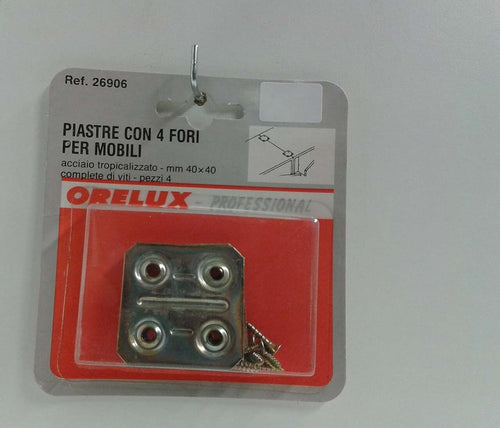 Ref. 26906
PIASTRE CON 4 FORI
PER MOBILI
acciaio tropicalizzato - mm 40×40
complete di viti - pezzi 4
ORELUX - PROFESSIONAL